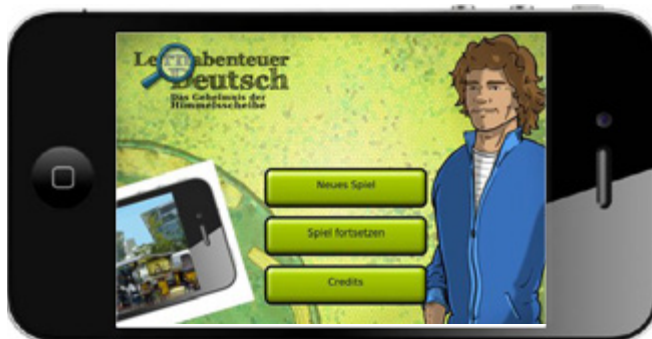 Lernabenteuer
Deutsch
Das Geheimnis der
Himmelsscheibe
Neues Spiel
Spiel fortsetzen
Credits